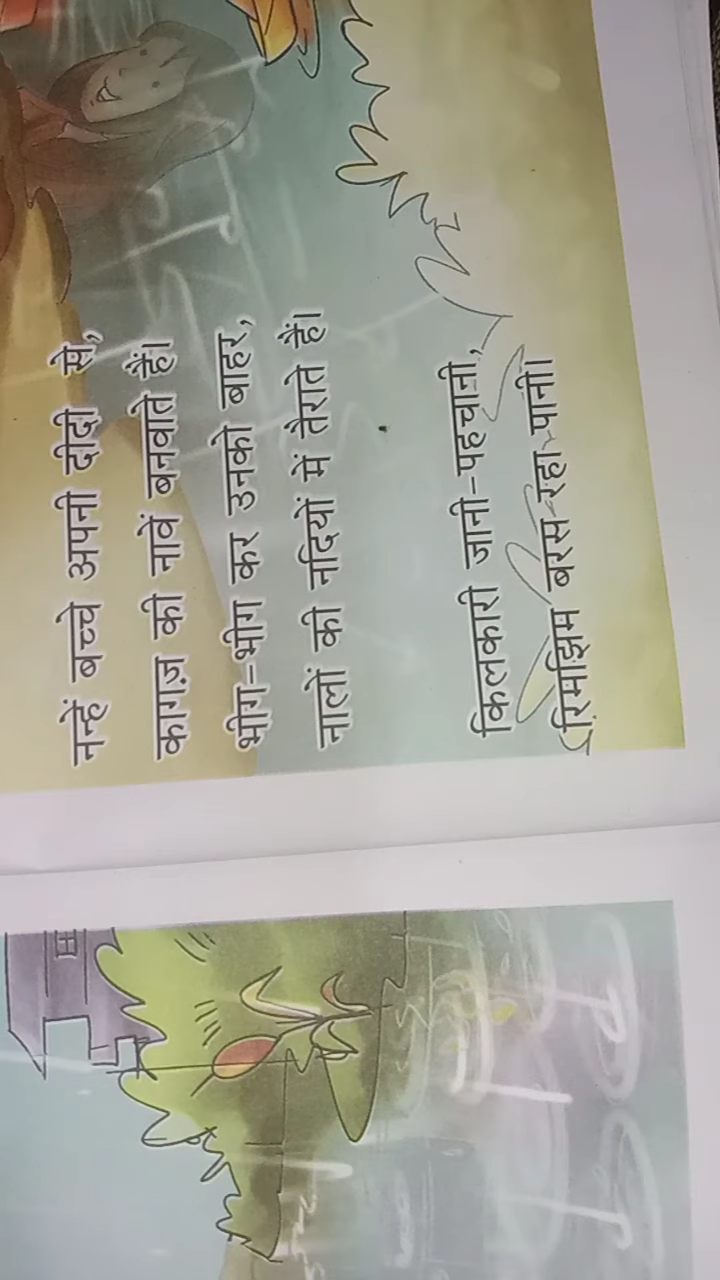 नन्हें बच्चे अपनी दीदी से,
कागज़ की नावें बनवाते हैं।
भीग-भीग कर उनको बाहर,
नालों की नदियों में तैराते हैं।
किलकारी जानी-पहचानी,
रिमझिम बरस रहा पानी।